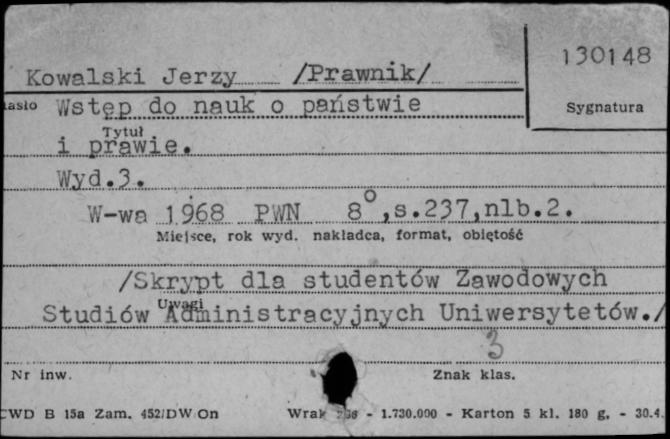 130148
Kowalski Jerzy /Prawnik/
Sygnatura
asło Wstęp do nauk o państwie
Tytuł
i prawie.
Wyd.3.
W-wa 1968 PWN 8°,s.237,nlb.2.
Miejsce, rok wyd. nakładca, format, objętość
/Skrypt dla studentów Zawodowych
Uwagi
Studiów Administracyjnych Uniwersytetów./
3
Nr inw. Znak klas.
CWD B 15a Zam. 452/DW/On - 1.730.000 - Karton 5 kl. 180 g. - 30.4.